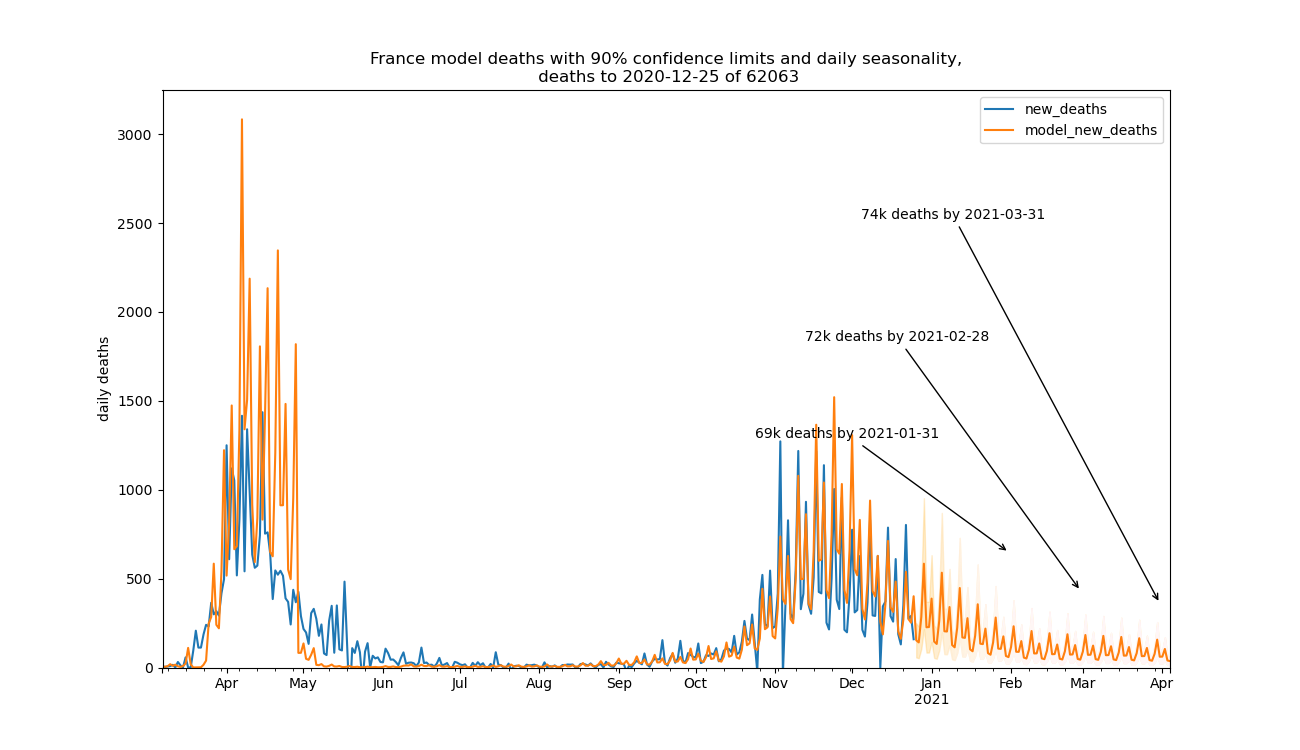 France model deaths with 90% confidence limits and daily seasonality,
deaths to 2020-12-25 of 62063
new_deaths
model_new_deaths
daily deaths
3000
2500
2000
1500
1000
500
0
74k deaths by 2021-03-31
72k deaths by 2021-02-28
69k deaths by 2021-01-31
Apr May Jun Jul Aug Sep Oct Nov Dec Jan Feb Mar Apr
2021